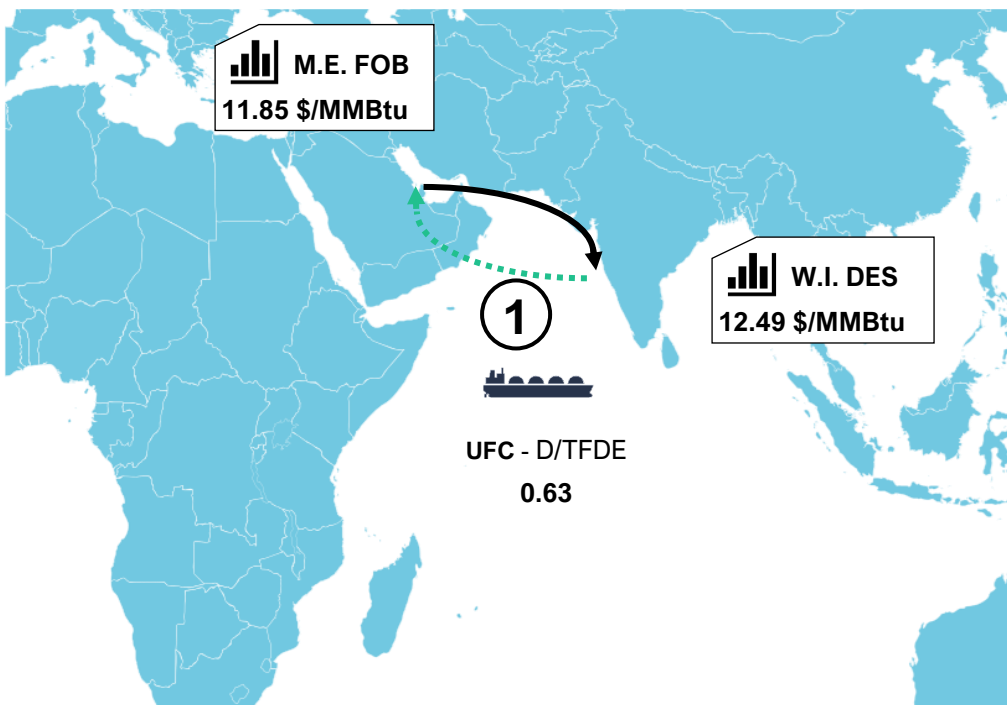 M.E. FOB
11.85 $/MMBtu
W.I. DES
12.49 $/MMBtu
1
UFC - D/TFDE
0.63